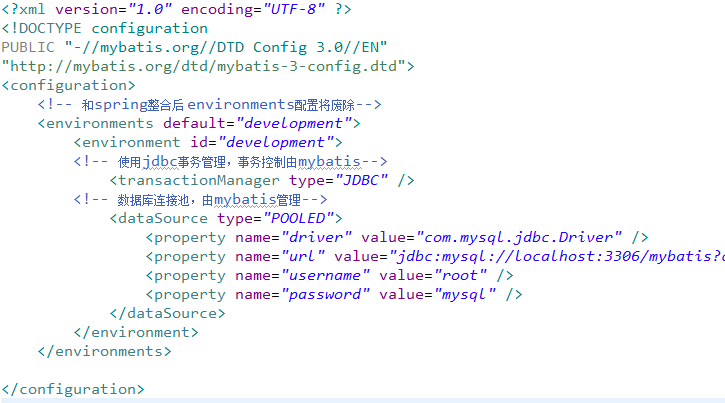 <?xml version="1.0" encoding="UTF-8" ?>
<!DOCTYPE configuration
PUBLIC "-//mybatis.org//DTD Config 3.0//EN"
"http://mybatis.org/dtd/mybatis-3-config.dtd">
<configuration>
<!-- 和spring整合后 environments配置将废除-->
<environments default="development">
<environment id="development">
<!-- 使用jdbc事务管理，事务控制由mybatis-->
<transactionManager type="JDBC" />
<!-- 数据库连接池，由mybatis管理-->
<dataSource type="POOLED">
<property name="driver" value="com.mysql.jdbc.Driver" />
<property name="url" value="jdbc:mysql://localhost:3306/mybatis?
<property name="username" value="root" />
<property name="password" value="mysql" />
</dataSource>
</environment>
</environments>
</configuration>